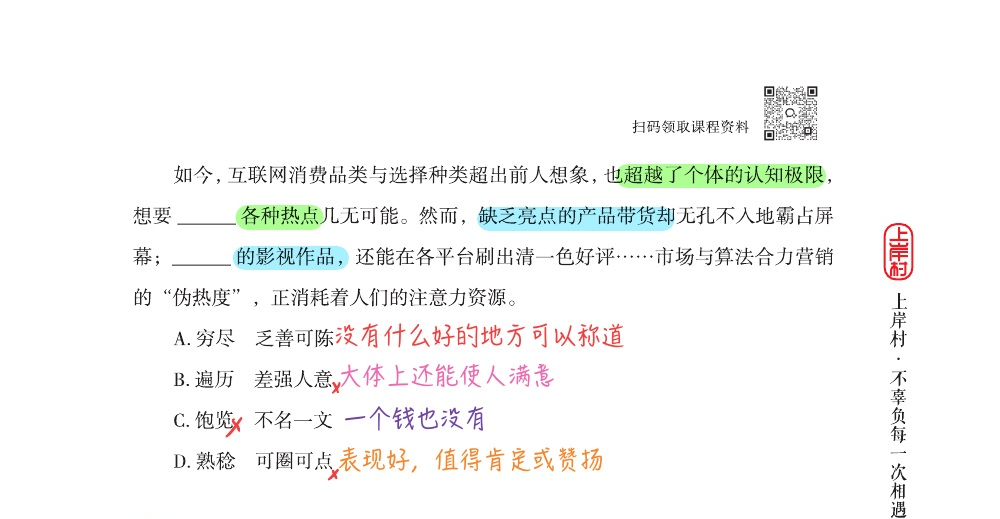 扫码领取课程资料
如今，互联网消费品类与选择种类超出前人想象，也超越了个体的认知极限，
想要______各种热点几无可能。然而，缺乏亮点的产品带货却无孔不入地霸占屏
幕；______的影视作品，还能在各平台刷出清一色好评……市场与算法合力营销
的“伪热度”，正消耗着人们的注意力资源。
A. 穷尽 乏善可陈没有什么好的地方可以称道
B. 遍历 差强人意大体上还能使人满意
C. 饱览 不名一文 一个钱也没有
D. 熟稔 可圈可点表现好，值得肯定或赞扬
上岸村
上岸村·不辜负每一次相遇